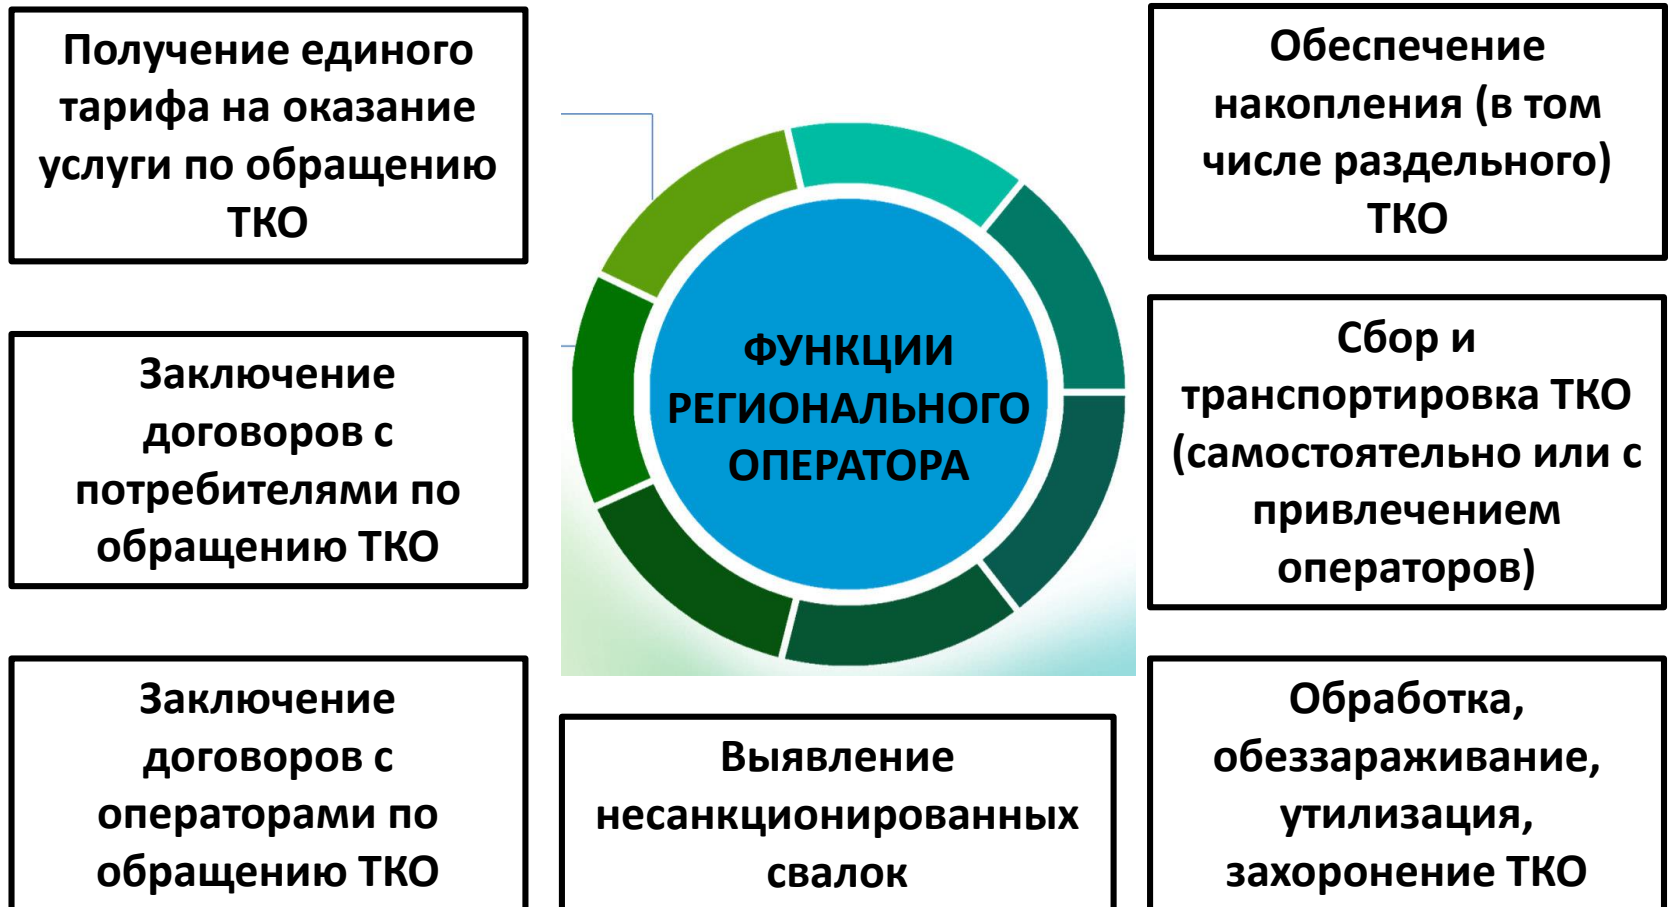 Получение единого
тарифа на оказание
услуги по обращению
ТКО
Заключение
договоров с
потребителями по
обращению ТКО
Заключение
договоров с
операторами по
обращению ТКО
ФУНКЦИИ
РЕГИОНАЛЬНОГО
ОПЕРАТОРА
Выявление
несанкционированных
свалок
Обеспечение
накопления (в том
числе раздельного)
ТКО
Сбор и
транспортировка ТКО
(самостоятельно или с
привлечением
операторов)
Обработка,
обеззараживание,
утилизация,
захоронение ТКО